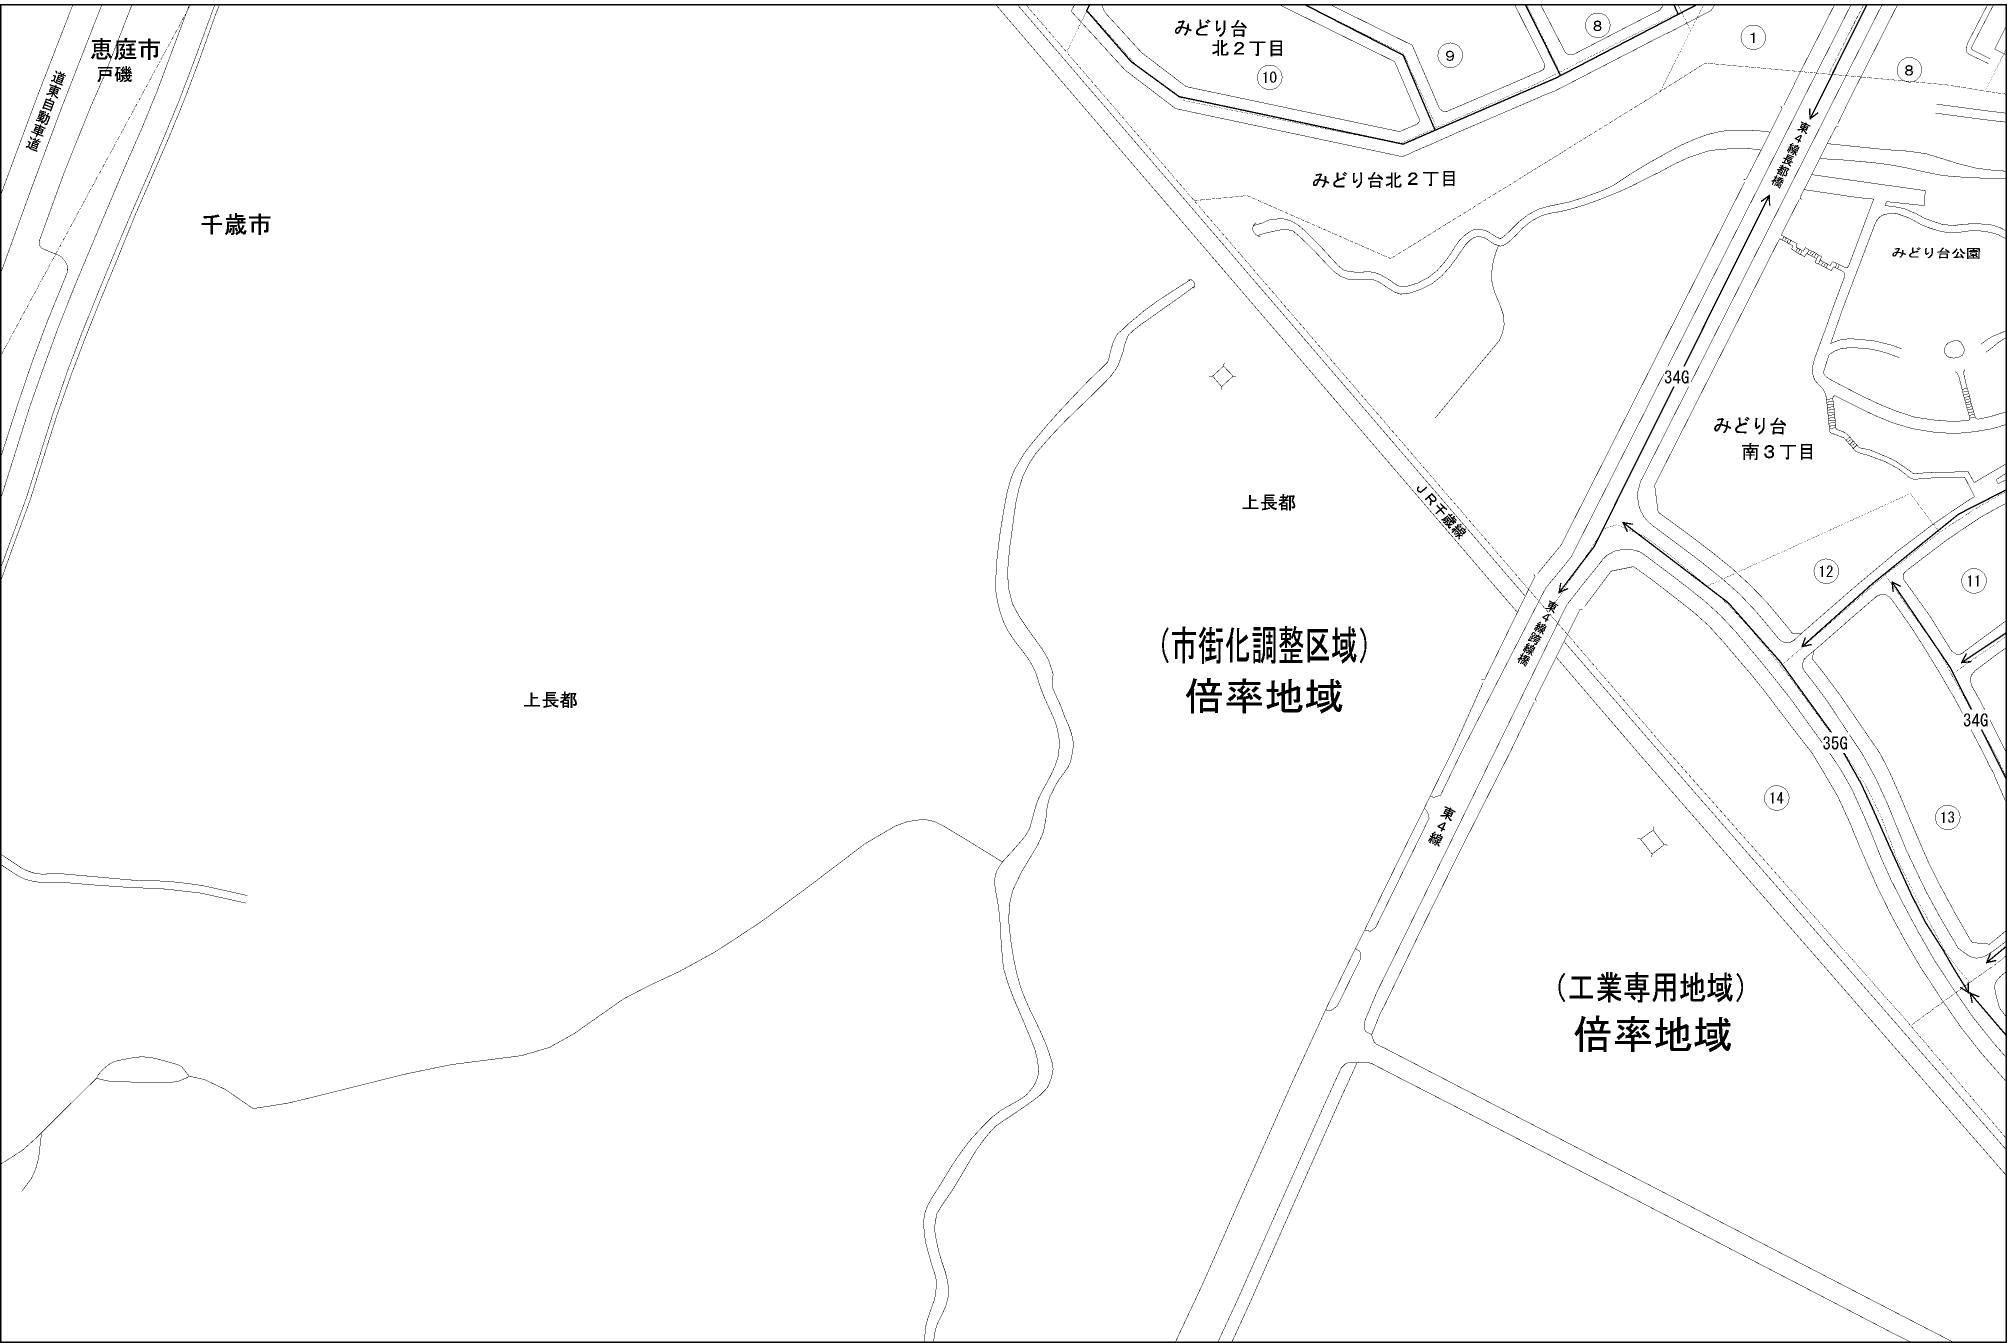 恵庭市
戸磯
道東自動車道
千歳市
みどり台
北２丁目
⑩
⑨
⑧
①
⑧
東４線長都橋
みどり台北２丁目
みどり台公園
34G
みどり台
南３丁目
上長都
ＪＲ千歳線
⑫
⑪
東４線跨線橋
（市街化調整区域）
倍率地域
上長都
34G
35G
⑭
⑬
東４線
（工業専用地域）
倍率地域